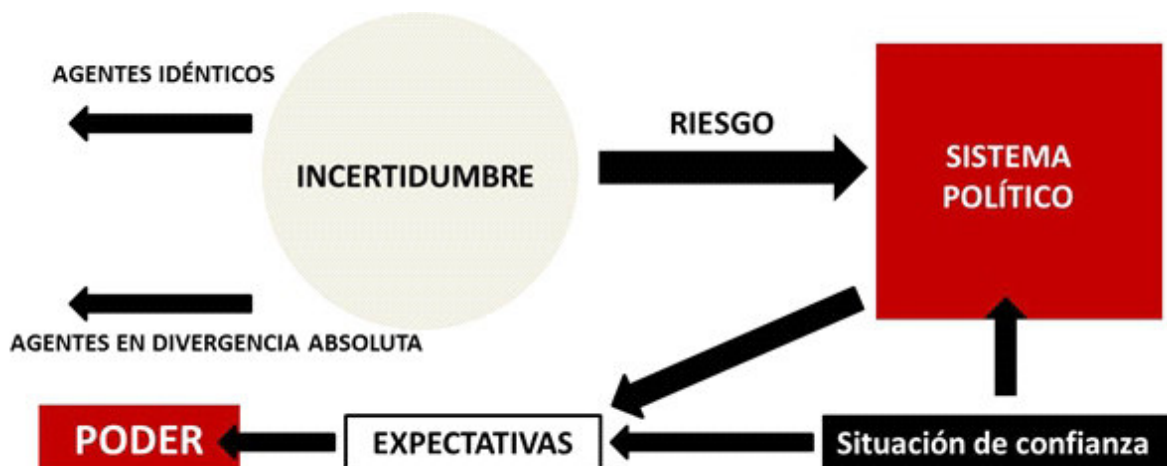 AGENTES IDÉNTICOS
INCERTIDUMBRE
RIESGO
SISTEMA
POLÍTICO
AGENTES EN DIVERGENCIA ABSOLUTA
PODER
EXPECTATIVAS
Situación de confianza